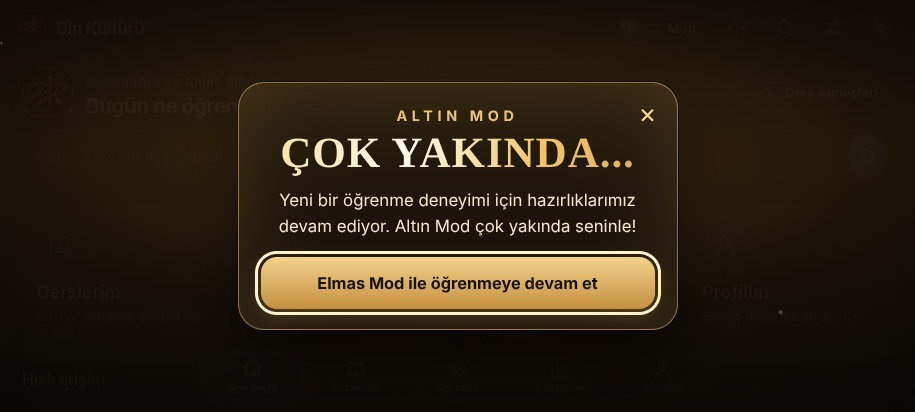 Din Kültürü
Mod
Din Kültürü ve Ahlak
Bugün ne öğren
Ders Atmosferi
ALTIN MOD
ÇOK YAKINDA...
Yeni bir öğrenme deneyimi için hazırlıklarımız
devam ediyor. Altın Mod çok yakında seninle!
Elmas Mod ile öğrenmeye devam et
Derslerim
Profilim
Hızlı erişim
Ana Sayfa